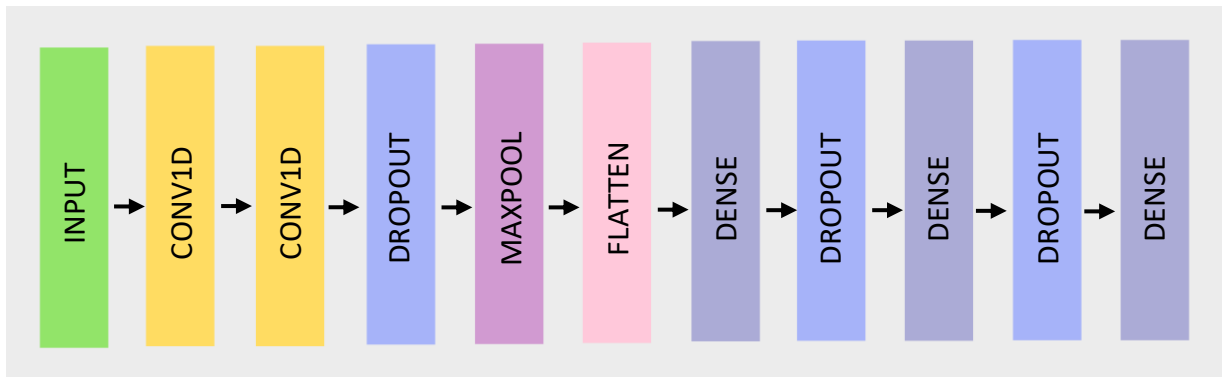 INPUT
CONV1D
CONV1D
DROPOUT
MAXPOOL
FLATTEN
DENSE
DROPOUT
DENSE
DROPOUT
DENSE